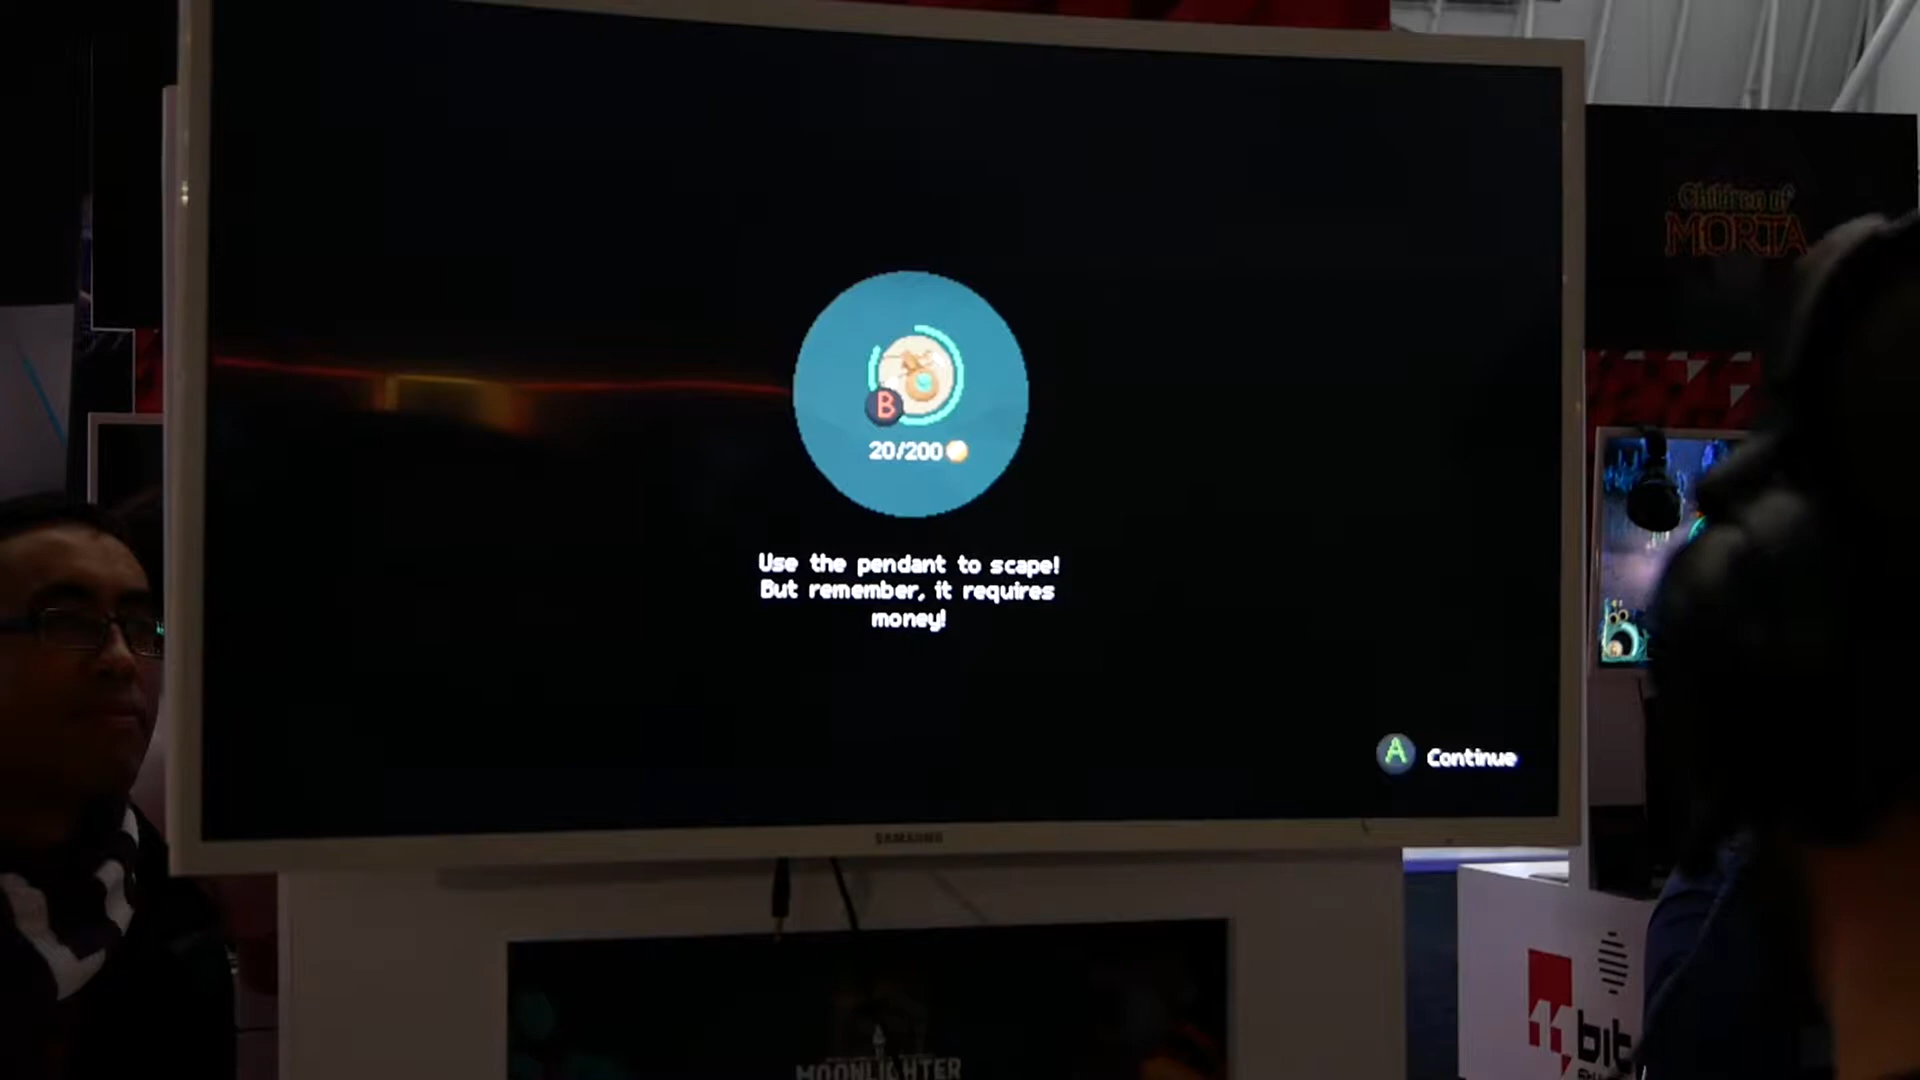 Children of
MORTA
B
20/200
Use the pendant to scape!
But remember, it requires
money!
A Continue
SAMSUNG
MOONLIGHTER
11 bit